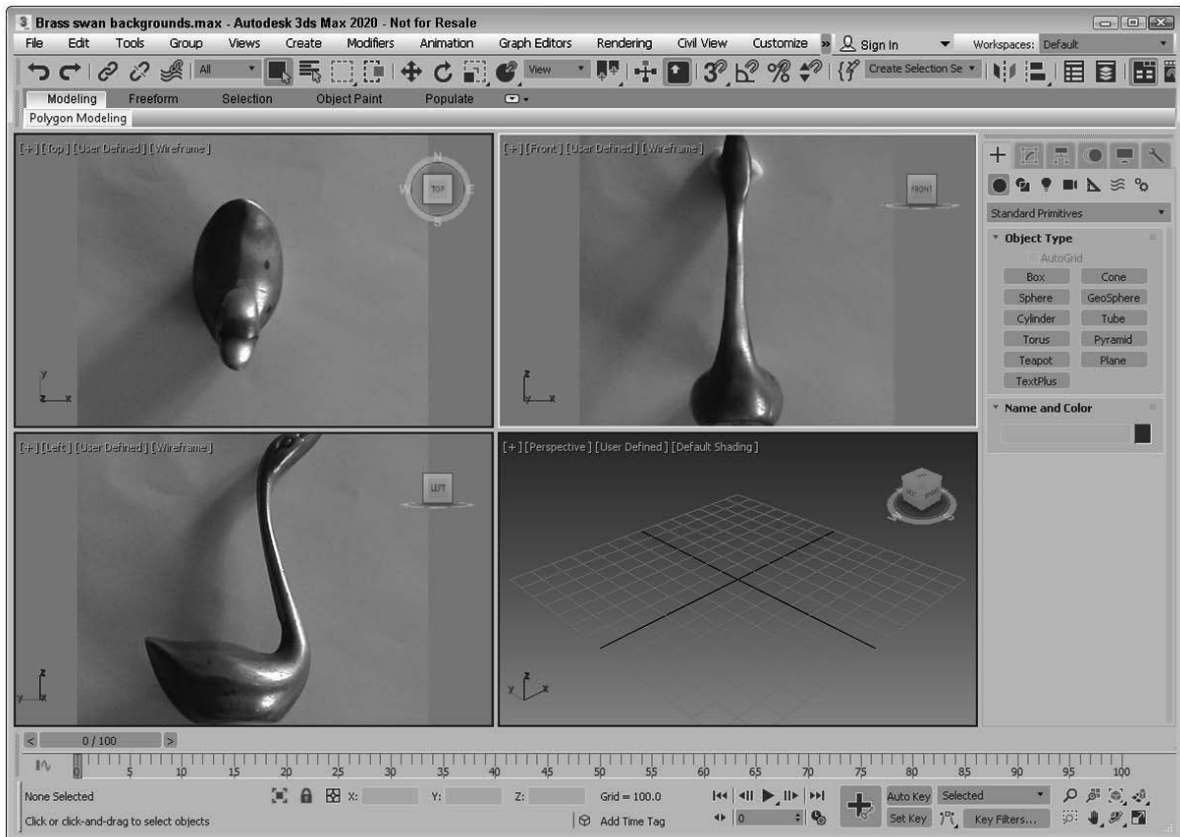 Brass swan backgrounds.max - Autodesk 3ds Max 2020 - Not for Resale
File Edit Tools Group Views Create Modifiers Animation Graph Editors Rendering Civil View Customize » Sign In Workspaces: Default
All View Create Selection Se
Modeling Freeform Selection Object Paint Populate
Polygon Modeling
[+] [Top] [User Defined] [Wireframe]
N
W TOP E
S
y
z x
[+] [Front] [User Defined] [Wireframe]
FRONT
z
y x
[+] [Left] [User Defined] [Wireframe]
LEFT
z
y x
[+] [Perspective] [User Defined] [Default Shading]
z
y x
Standard Primitives
Object Type
AutoGrid
Box Cone
Sphere GeoSphere
Cylinder Tube
Torus Pyramid
Teapot Plane
TextPlus
Name and Color
< 0 / 100 >
0 5 10 15 20 25 30 35 40 45 50 55 60 65 70 75 80 85 90 95 100
None Selected X: Y: Z: Grid = 100.0 Auto Key Selected
Click or click-and-drag to select objects Add Time Tag 0 Set Key Key Filters...